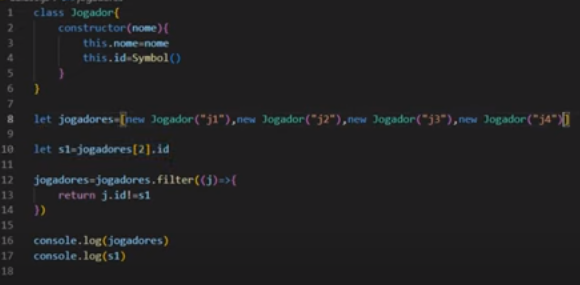 1 class Jogador{
2     constructor(nome){
3         this.nome=nome
4         this.id=Symbol()
5     }
6 }
7
8 let jogadores=[new Jogador("j1"),new Jogador("j2"),new Jogador("j3"),new Jogador("j4")]
9
10 let s1=jogadores[2].id
11
12 jogadores=jogadores.filter((j)=>{
13     return j.id!=s1
14 })
15
16 console.log(jogadores)
17 console.log(s1)
18